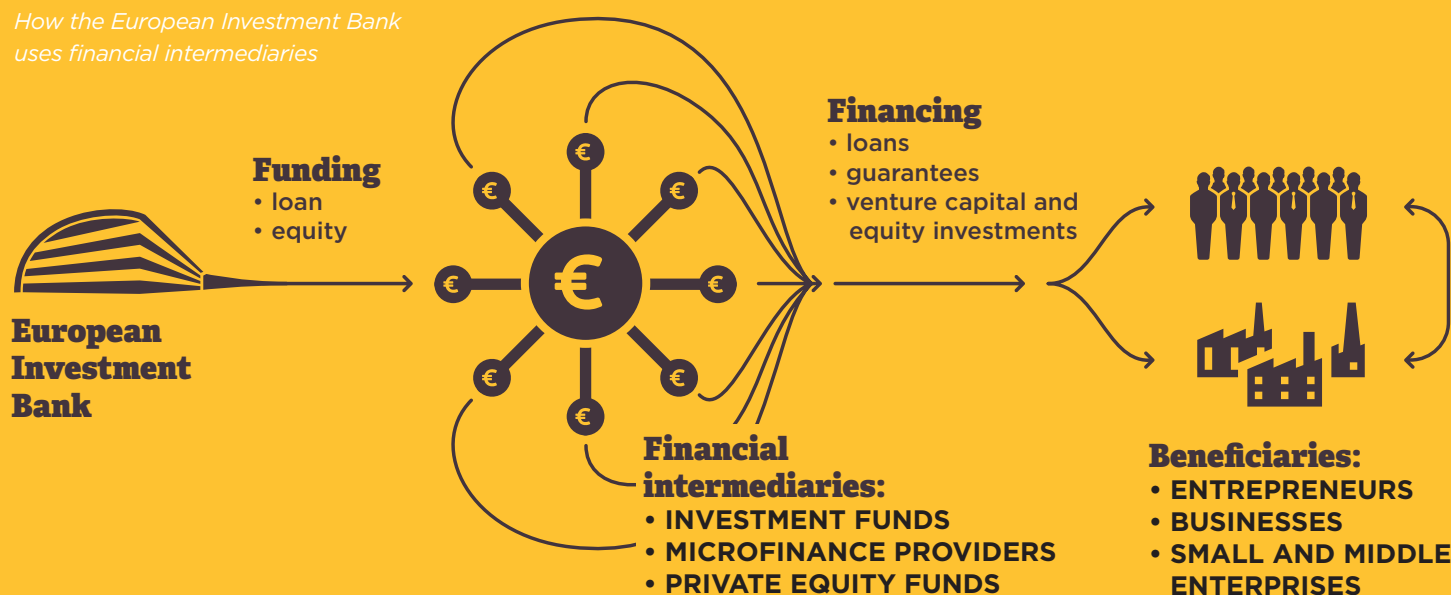 How the European Investment Bank
uses financial intermediaries
Funding
• loan
• equity
European
Investment
Bank
€
€
€
€
€
€
€
€
€
Financial
intermediaries:
• INVESTMENT FUNDS
• MICROFINANCE PROVIDERS
• PRIVATE EQUITY FUNDS
Financing
• loans
• guarantees
• venture capital and
equity investments
Beneficiaries:
• ENTREPRENEURS
• BUSINESSES
• SMALL AND MIDDLE
ENTERPRISES